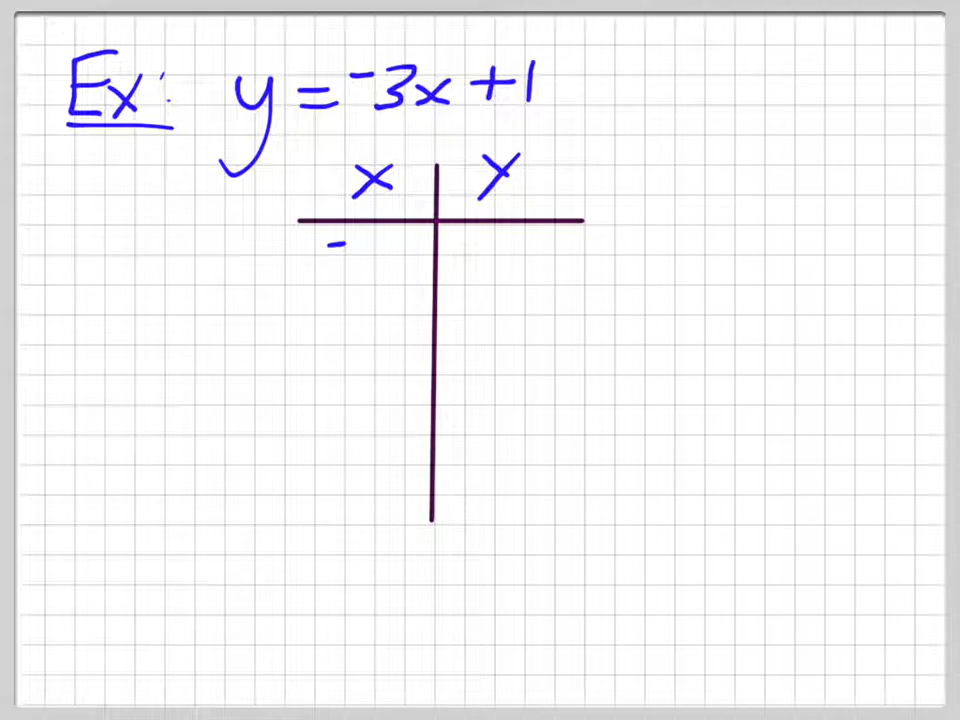 Ex: y = -3x + 1
x y
-